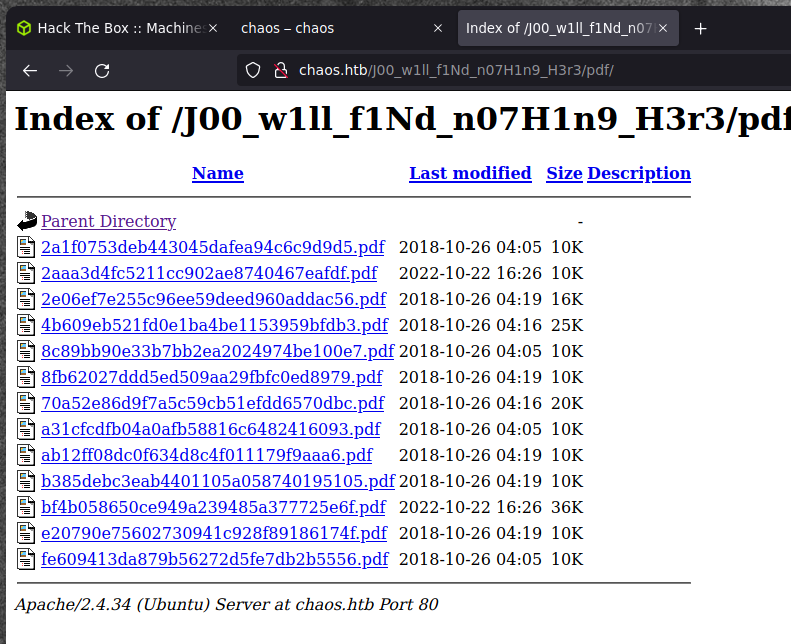 Hack The Box :: Machines
chaos – chaos
Index of /J00_w1ll_f1Nd_n07
chaos.htb/J00_w1ll_f1Nd_n07H1n9_H3r3/pdf/
Index of /J00_w1ll_f1Nd_n07H1n9_H3r3/pdf
Name Last modified Size Description
Parent Directory -
2a1f0753deb443045dafea94c6c9d9d5.pdf 2018-10-26 04:05 10K
2aaa3d4fc5211cc902ae8740467eafdf.pdf 2022-10-22 16:26 10K
2e06ef7e255c96ee59deed960addac56.pdf 2018-10-26 04:19 16K
4b609eb521fd0e1ba4be1153959bfdb3.pdf 2018-10-26 04:16 25K
8c89bb90e33b7bb2ea2024974be100e7.pdf 2018-10-26 04:05 10K
8fb62027ddd5ed509aa29fbfc0ed8979.pdf 2018-10-26 04:19 10K
70a52e86d9f7a5c59cb51efdd6570dbc.pdf 2018-10-26 04:16 20K
a31cfcdfb04a0afb58816c6482416093.pdf 2018-10-26 04:05 10K
ab12ff08dc0f634d8c4f011179f9aaa6.pdf 2018-10-26 04:19 10K
b385debc3eab4401105a058740195105.pdf 2018-10-26 04:19 10K
bf4b058650ce949a239485a377725e6f.pdf 2022-10-22 16:26 36K
e20790e75602730941c928f89186174f.pdf 2018-10-26 04:19 10K
fe609413da879b56272d5fe7db2b5556.pdf 2018-10-26 04:05 10K
Apache/2.4.34 (Ubuntu) Server at chaos.htb Port 80